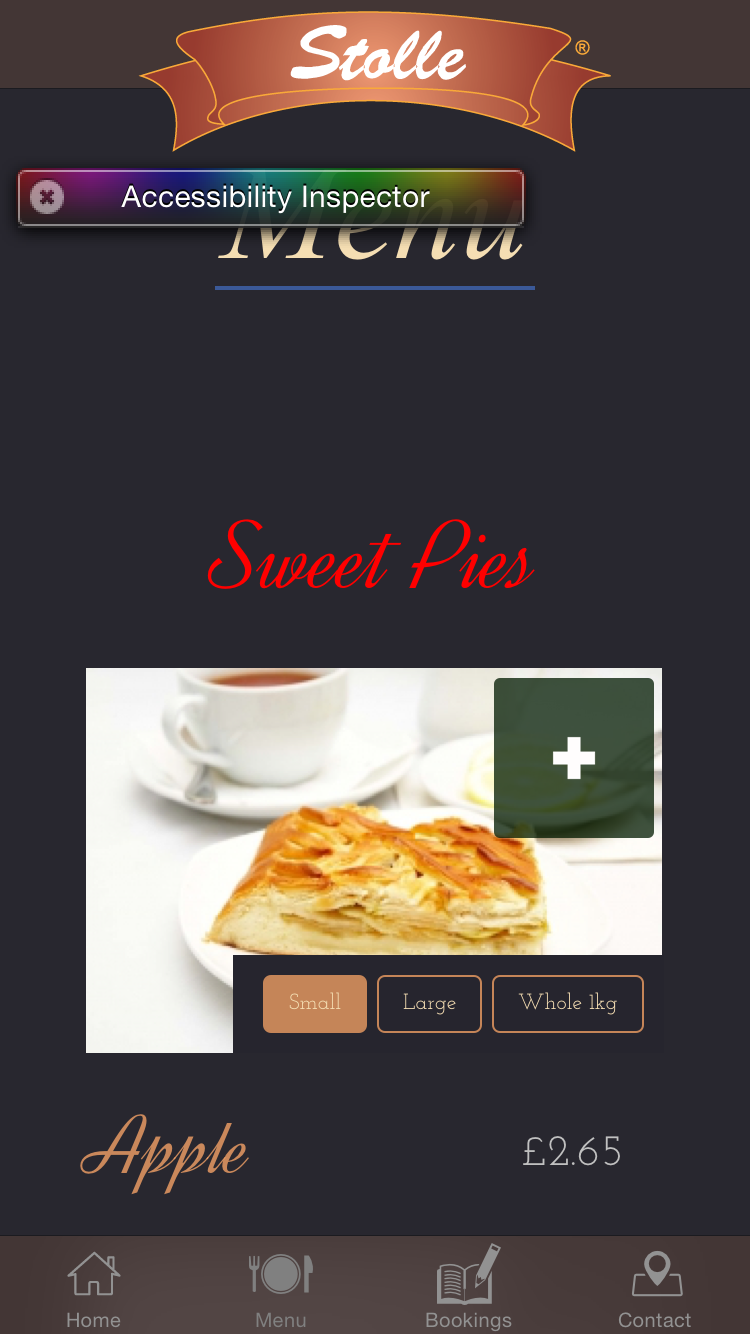 Stolle ®
Accessibility Inspector
Menu
Sweet Pies
Small Large Whole 1kg
Apple £2.65
Home Menu Bookings Contact